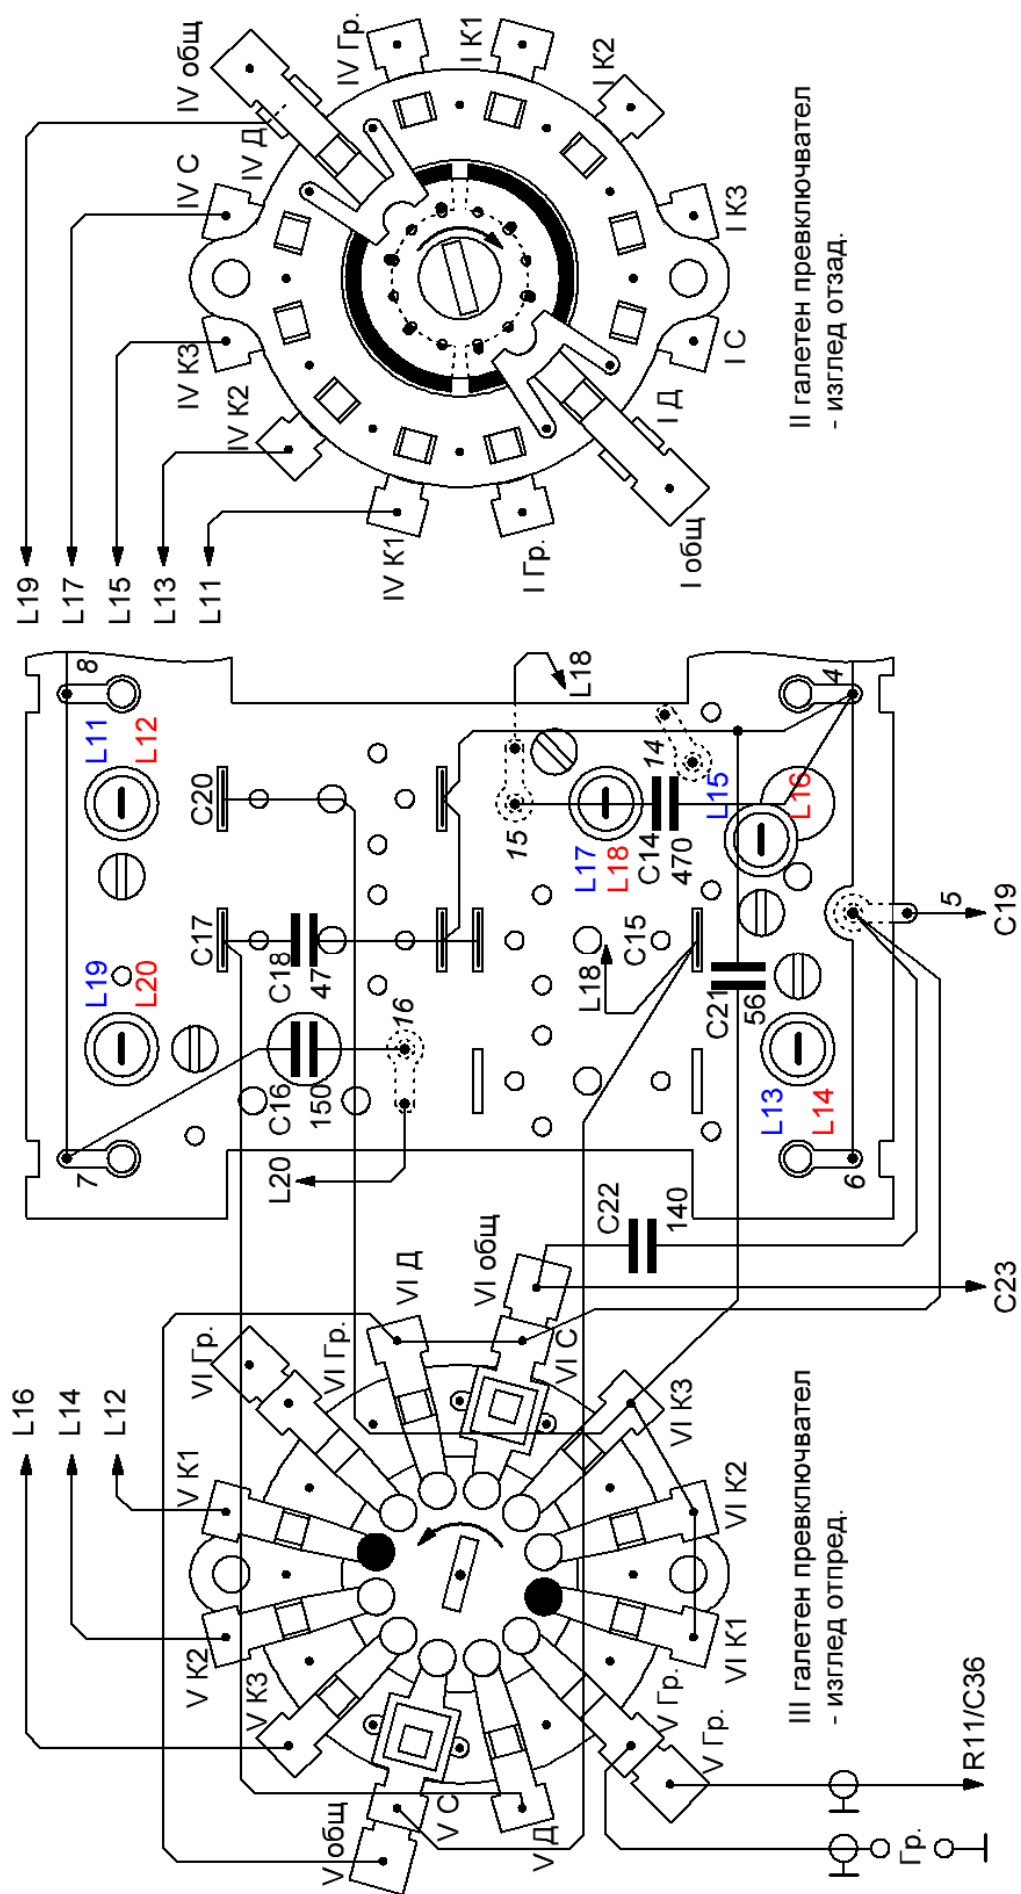 L19
L17
L15
L13
L11
IV общ
IV Д
IV С
IV К3
IV К2
IV К1
IV Гр.
I К1
I К2
I К3
I С
I Д
I общ
I Гр.
II галетен превключвател
- изглед отзад.
8
L11
L12
C20
L19
L20
C17
C18
47
16
C16
150
7
L20
15
L18
14
L17
L18
C14
470
L15
L16
4
L18
C15
C21
56
5
C19
L13
L14
6
C22
140
C23
L16
L14
L12
V К1
V К2
V К3
VI Гр.
VI Гр.
VI Д
VI общ
VI С
VI К3
VI К2
VI К1
V общ
V С
V Д
V Гр.
V Гр.
III галетен превключвател
- изглед отпред.
R11/C36
Гр.